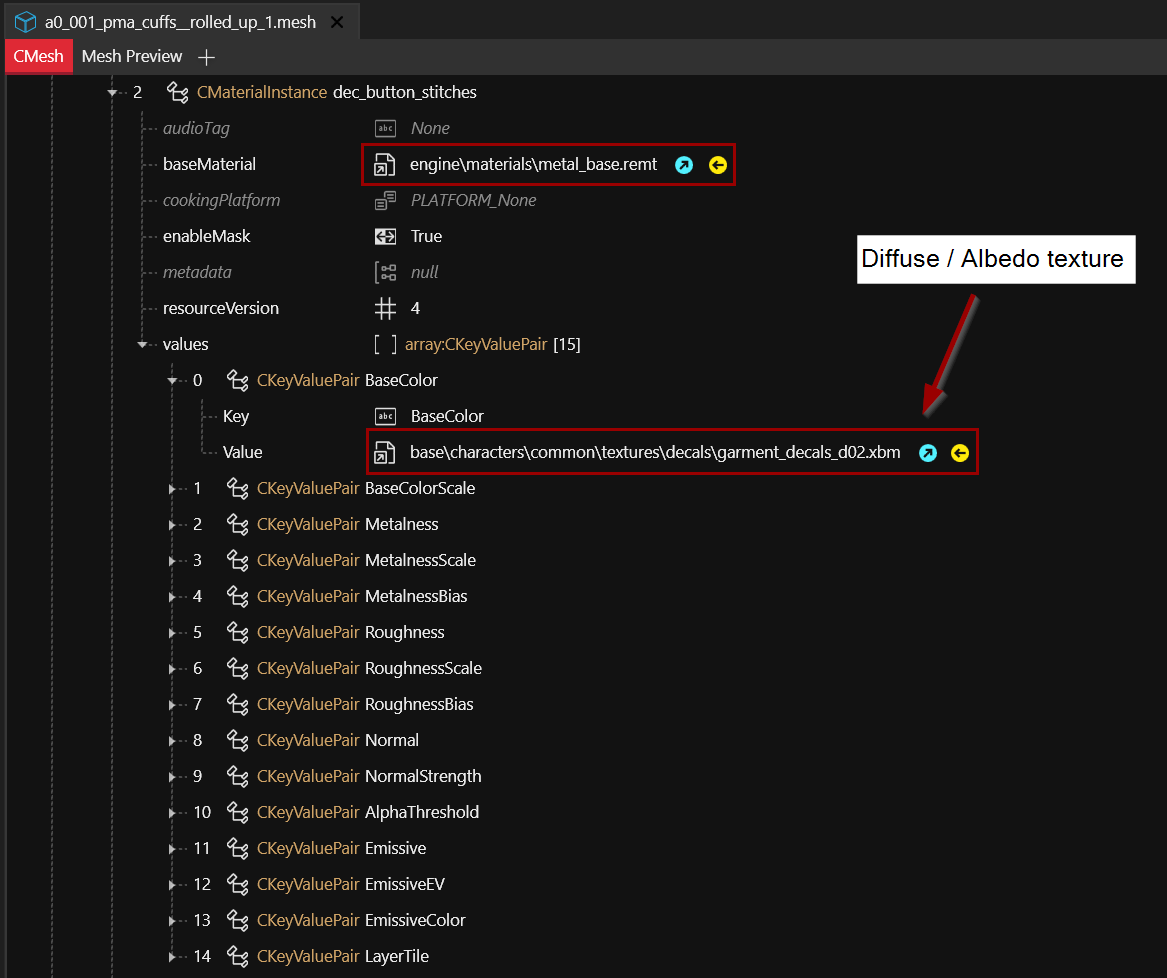 a0_001_pma_cuffs__rolled_up_1.mesh
CMesh Mesh Preview
2 CMaterialInstance dec_button_stitches
audioTag abc None
baseMaterial engine\materials\metal_base.remt
cookingPlatform PLATFORM_None
enableMask True
Diffuse / Albedo texture
metadata null
resourceVersion 4
values [ ] array:CKeyValuePair [15]
0 CKeyValuePair BaseColor
Key abc BaseColor
Value base\characters\common\textures\decals\garment_decals_d02.xbm
1 CKeyValuePair BaseColorScale
2 CKeyValuePair Metalness
3 CKeyValuePair MetalnessScale
4 CKeyValuePair MetalnessBias
5 CKeyValuePair Roughness
6 CKeyValuePair RoughnessScale
7 CKeyValuePair RoughnessBias
8 CKeyValuePair Normal
9 CKeyValuePair NormalStrength
10 CKeyValuePair AlphaThreshold
11 CKeyValuePair Emissive
12 CKeyValuePair EmissiveEV
13 CKeyValuePair EmissiveColor
14 CKeyValuePair LayerTile